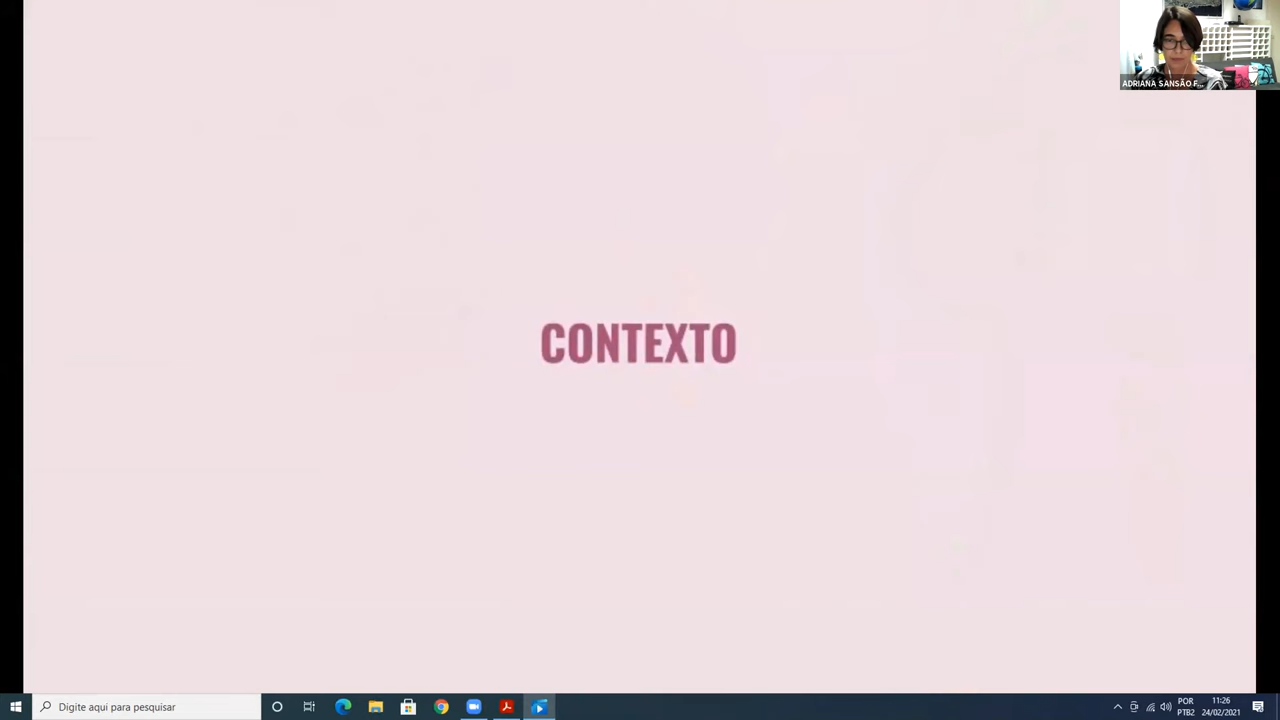 ADRIANA SANSÃO F...
CONTEXTO
Digite aqui para pesquisar
POR
PTB2
11:26
24/02/2021